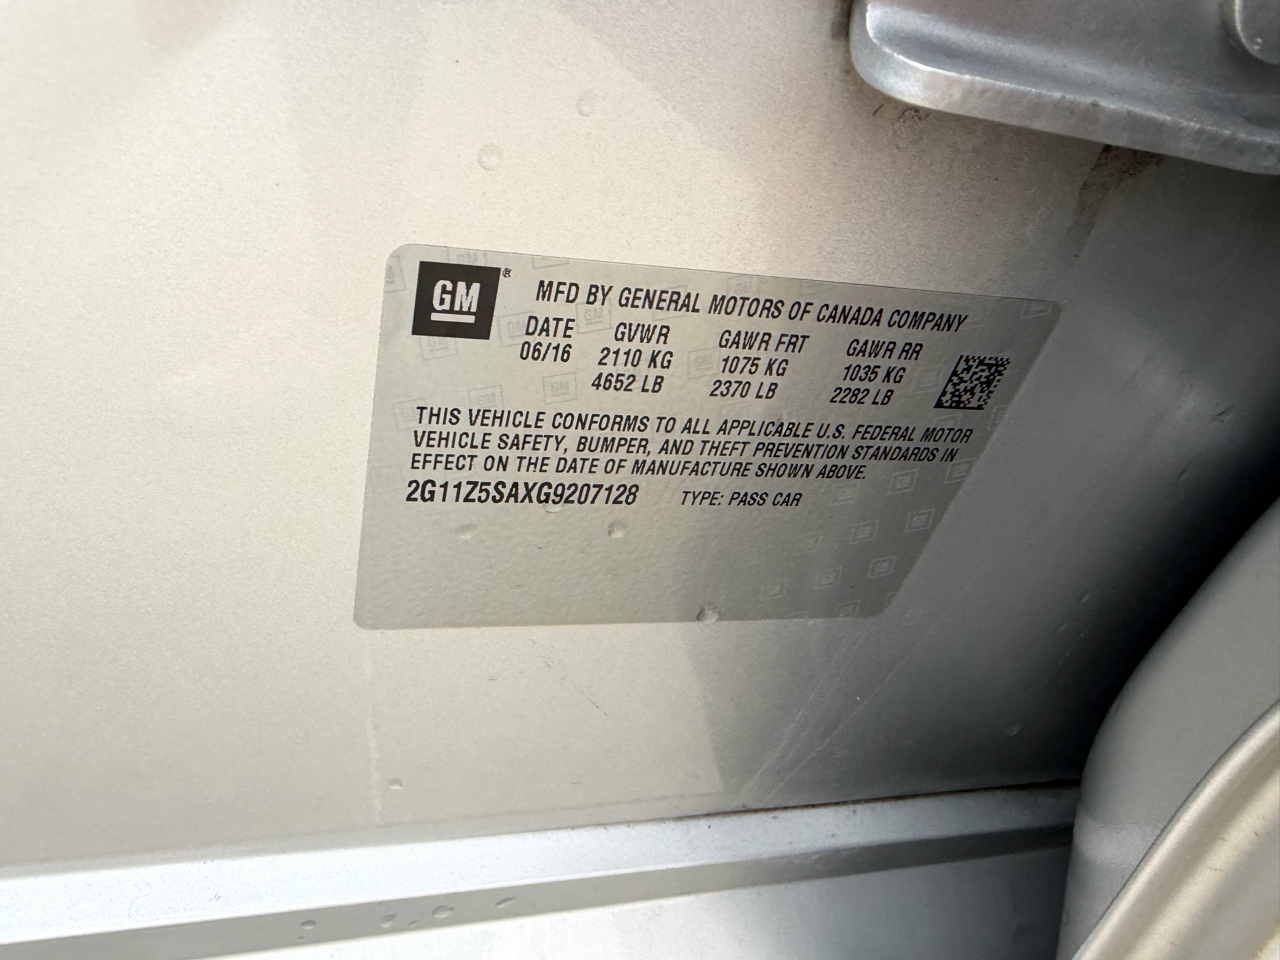 GM ®
MFD BY GENERAL MOTORS OF CANADA COMPANY
DATE GVWR GAWR FRT GAWR RR
06/16 2110 KG 1075 KG 1035 KG
4652 LB 2370 LB 2282 LB
THIS VEHICLE CONFORMS TO ALL APPLICABLE U.S. FEDERAL MOTOR
VEHICLE SAFETY, BUMPER, AND THEFT PREVENTION STANDARDS IN
EFFECT ON THE DATE OF MANUFACTURE SHOWN ABOVE.
2G11Z5SAXG9207128 TYPE: PASS CAR